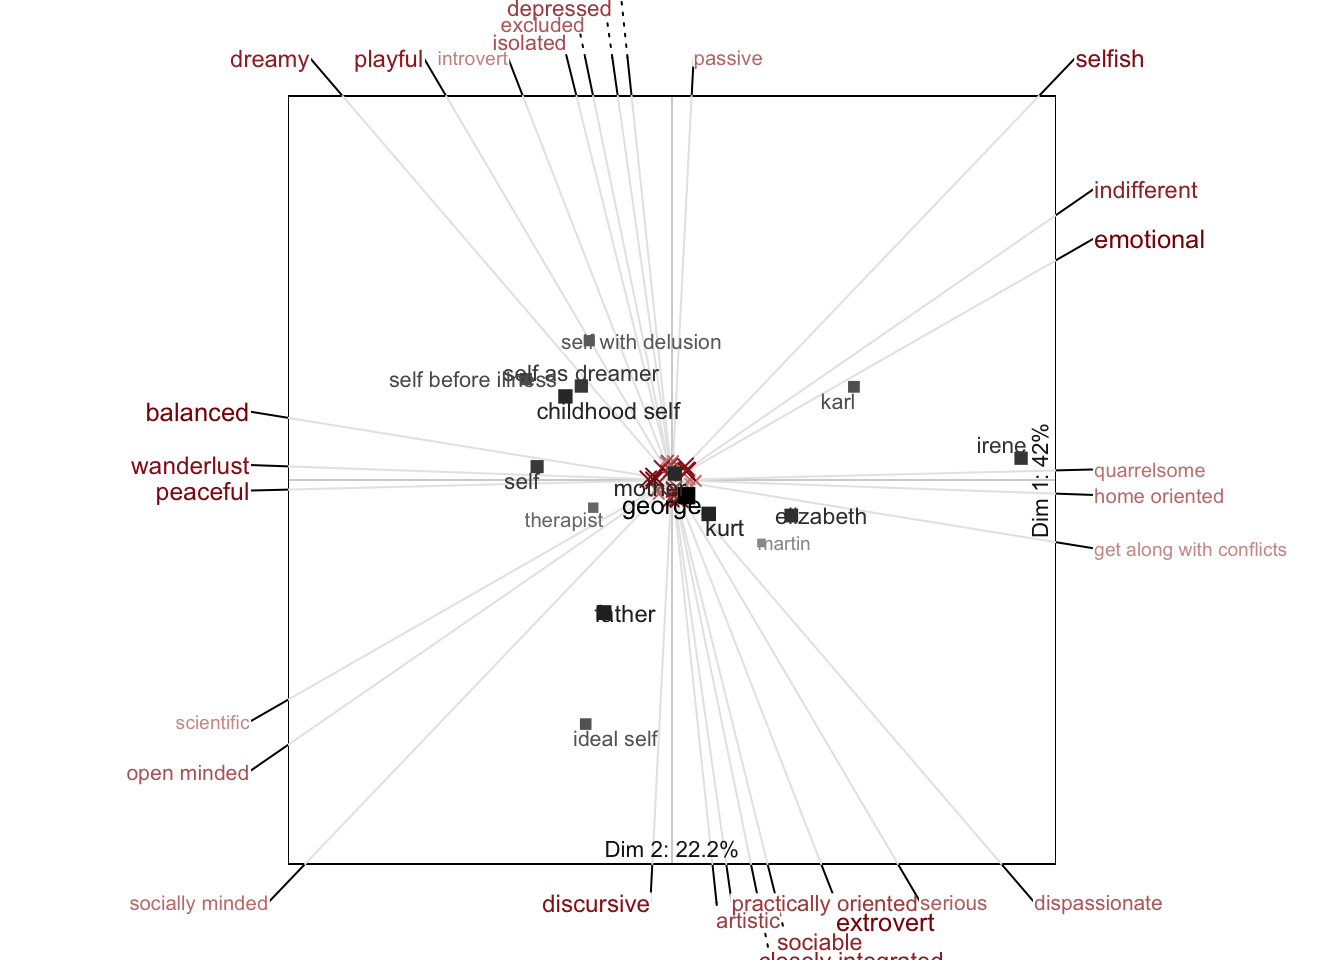 depressed
excluded
isolated
dreamy
playful
introvert
passive
selfish
indifferent
emotional
self with delusion
self before illness
self as dreamer
karl
childhood self
balanced
irene
Dim 1: 42%
wanderlust
quarrelsome
self
mother
peaceful
home oriented
george
therapist
kurt
elizabeth
martin
get along with conflicts
father
scientific
ideal self
open minded
Dim 2: 22.2%
socially minded
discursive
practically oriented
serious
dispassionate
artistic
extrovert
sociable
closely integrated